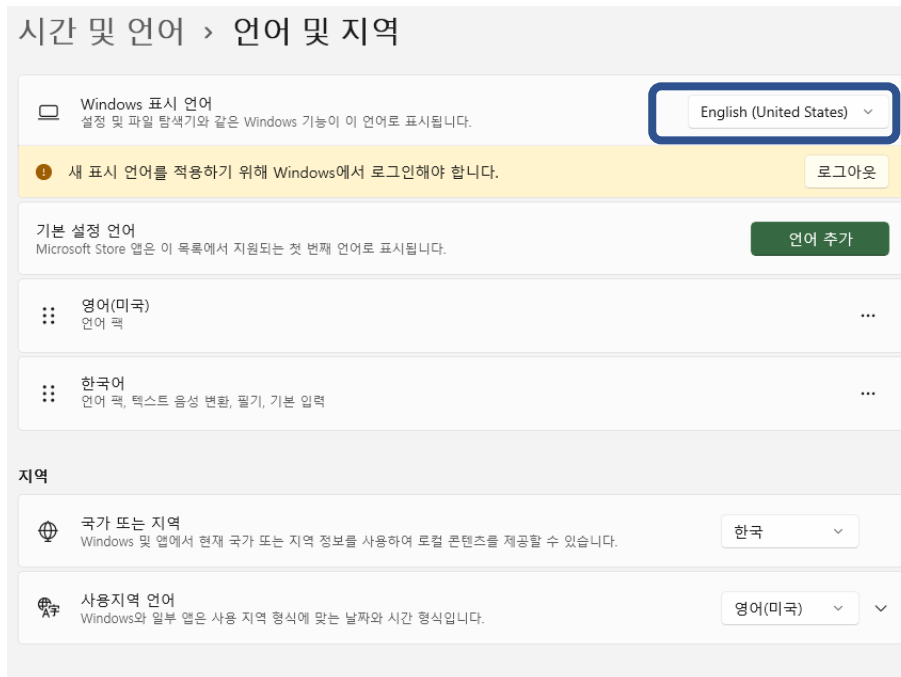 시간 및 언어 › 언어 및 지역
Windows 표시 언어
설정 및 파일 탐색기와 같은 Windows 기능이 이 언어로 표시됩니다.
English (United States)
새 표시 언어를 적용하기 위해 Windows에서 로그인해야 합니다.
로그아웃
기본 설정 언어
Microsoft Store 앱은 이 목록에서 지원되는 첫 번째 언어로 표시됩니다.
언어 추가
영어(미국)
언어 팩
한국어
언어 팩, 텍스트 음성 변환, 필기, 기본 입력
지역
국가 또는 지역
Windows 및 앱에서 현재 국가 또는 지역 정보를 사용하여 로컬 콘텐츠를 제공할 수 있습니다.
한국
사용지역 언어
Windows와 일부 앱은 사용 지역 형식에 맞는 날짜와 시간 형식입니다.
영어(미국)